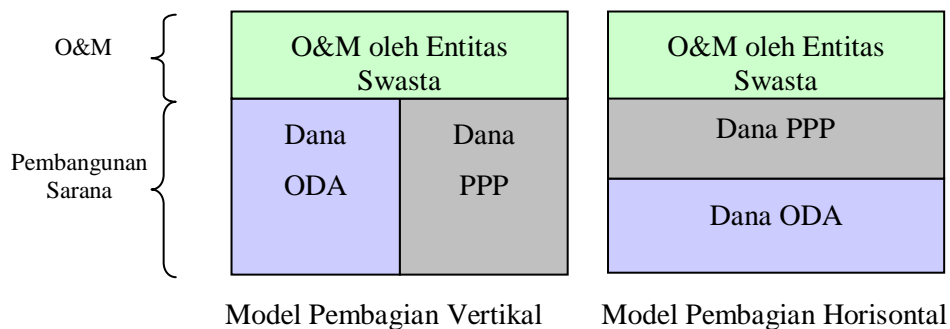 O&M
O&M oleh Entitas
Swasta
O&M oleh Entitas
Swasta
Pembangunan
Sarana
Dana
ODA
Dana
PPP
Dana PPP
Dana ODA
Model Pembagian Vertikal
Model Pembagian Horisontal